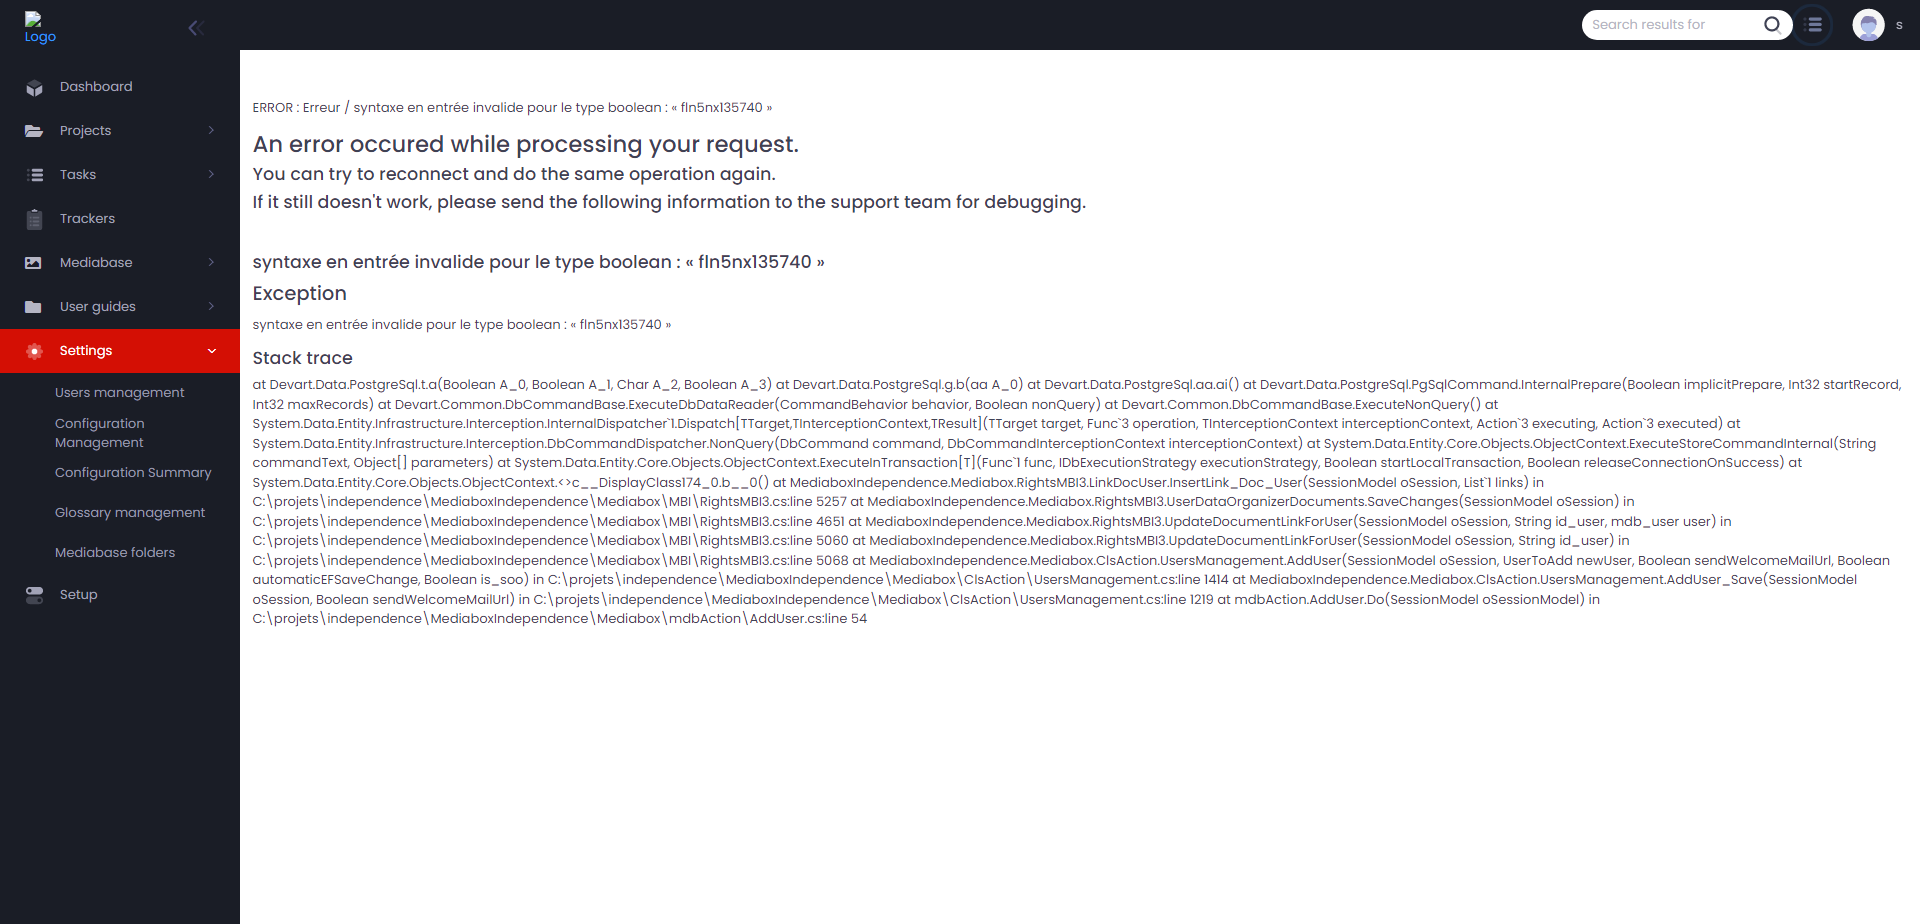 Logo
Search results for
s
Dashboard
Projects
Tasks
Trackers
Mediabase
User guides
Settings
Users management
Configuration
Management
Configuration Summary
Glossary management
Mediabase folders
Setup
ERROR : Erreur / syntaxe en entrée invalide pour le type boolean : « fln5nx135740 »
An error occured while processing your request.
You can try to reconnect and do the same operation again.
If it still doesn't work, please send the following information to the support team for debugging.
syntaxe en entrée invalide pour le type boolean : « fln5nx135740 »
Exception
syntaxe en entrée invalide pour le type boolean : « fln5nx135740 »
Stack trace
at Devart.Data.PostgreSql.t.a(Boolean A_0, Boolean A_1, Char A_2, Boolean A_3) at Devart.Data.PostgreSql.g.b(aa A_0) at Devart.Data.PostgreSql.aa.ai() at Devart.Data.PostgreSql.PgSqlCommand.InternalPrepare(Boolean implicitPrepare, Int32 startRecord,
Int32 maxRecords) at Devart.Common.DbCommandBase.ExecuteDbDataReader(CommandBehavior behavior, Boolean nonQuery) at Devart.Common.DbCommandBase.ExecuteNonQuery() at
System.Data.Entity.Infrastructure.Interception.InternalDispatcher`1.Dispatch[TTarget,TInterceptionContext,TResult](TTarget target, Func`3 operation, TInterceptionContext interceptionContext, Action`3 executing, Action`3 executed) at
System.Data.Entity.Infrastructure.Interception.DbCommandDispatcher.NonQuery(DbCommand command, DbCommandInterceptionContext interceptionContext) at System.Data.Entity.Core.Objects.ObjectContext.ExecuteStoreCommandInternal(String
commandText, Object[] parameters) at System.Data.Entity.Core.Objects.ObjectContext.ExecuteInTransaction[T](Func`1 func, IDbExecutionStrategy executionStrategy, Boolean startLocalTransaction, Boolean releaseConnectionOnSuccess) at
System.Data.Entity.Core.Objects.ObjectContext.<>c__DisplayClass174_0.b__0() at MediaboxIndependence.Mediabox.RightsMBI3.LinkDocUser.InsertLink_Doc_User(SessionModel oSession, List`1 links) in
C:\projets\independence\MediaboxIndependence\Mediabox\MBI\RightsMBI3.cs:line 5257 at MediaboxIndependence.Mediabox.RightsMBI3.UserDataOrganizerDocuments.SaveChanges(SessionModel oSession) in
C:\projets\independence\MediaboxIndependence\Mediabox\MBI\RightsMBI3.cs:line 4651 at MediaboxIndependence.Mediabox.RightsMBI3.UpdateDocumentLinkForUser(SessionModel oSession, String id_user, mdb_user user) in
C:\projets\independence\MediaboxIndependence\Mediabox\MBI\RightsMBI3.cs:line 5060 at MediaboxIndependence.Mediabox.RightsMBI3.UpdateDocumentLinkForUser(SessionModel oSession, String id_user) in
C:\projets\independence\MediaboxIndependence\Mediabox\MBI\RightsMBI3.cs:line 5068 at MediaboxIndependence.Mediabox.ClsAction.UsersManagement.AddUser(SessionModel oSession, UserToAdd newUser, Boolean sendWelcomeMailUrl, Boolean
automaticEFSaveChange, Boolean is_soo) in C:\projets\independence\MediaboxIndependence\Mediabox\ClsAction\UsersManagement.cs:line 1414 at MediaboxIndependence.Mediabox.ClsAction.UsersManagement.AddUser_Save(SessionModel
oSession, Boolean sendWelcomeMailUrl) in C:\projets\independence\MediaboxIndependence\Mediabox\ClsAction\UsersManagement.cs:line 1219 at mdbAction.AddUser.Do(SessionModel oSessionModel) in
C:\projets\independence\MediaboxIndependence\Mediabox\mdbAction\AddUser.cs:line 54